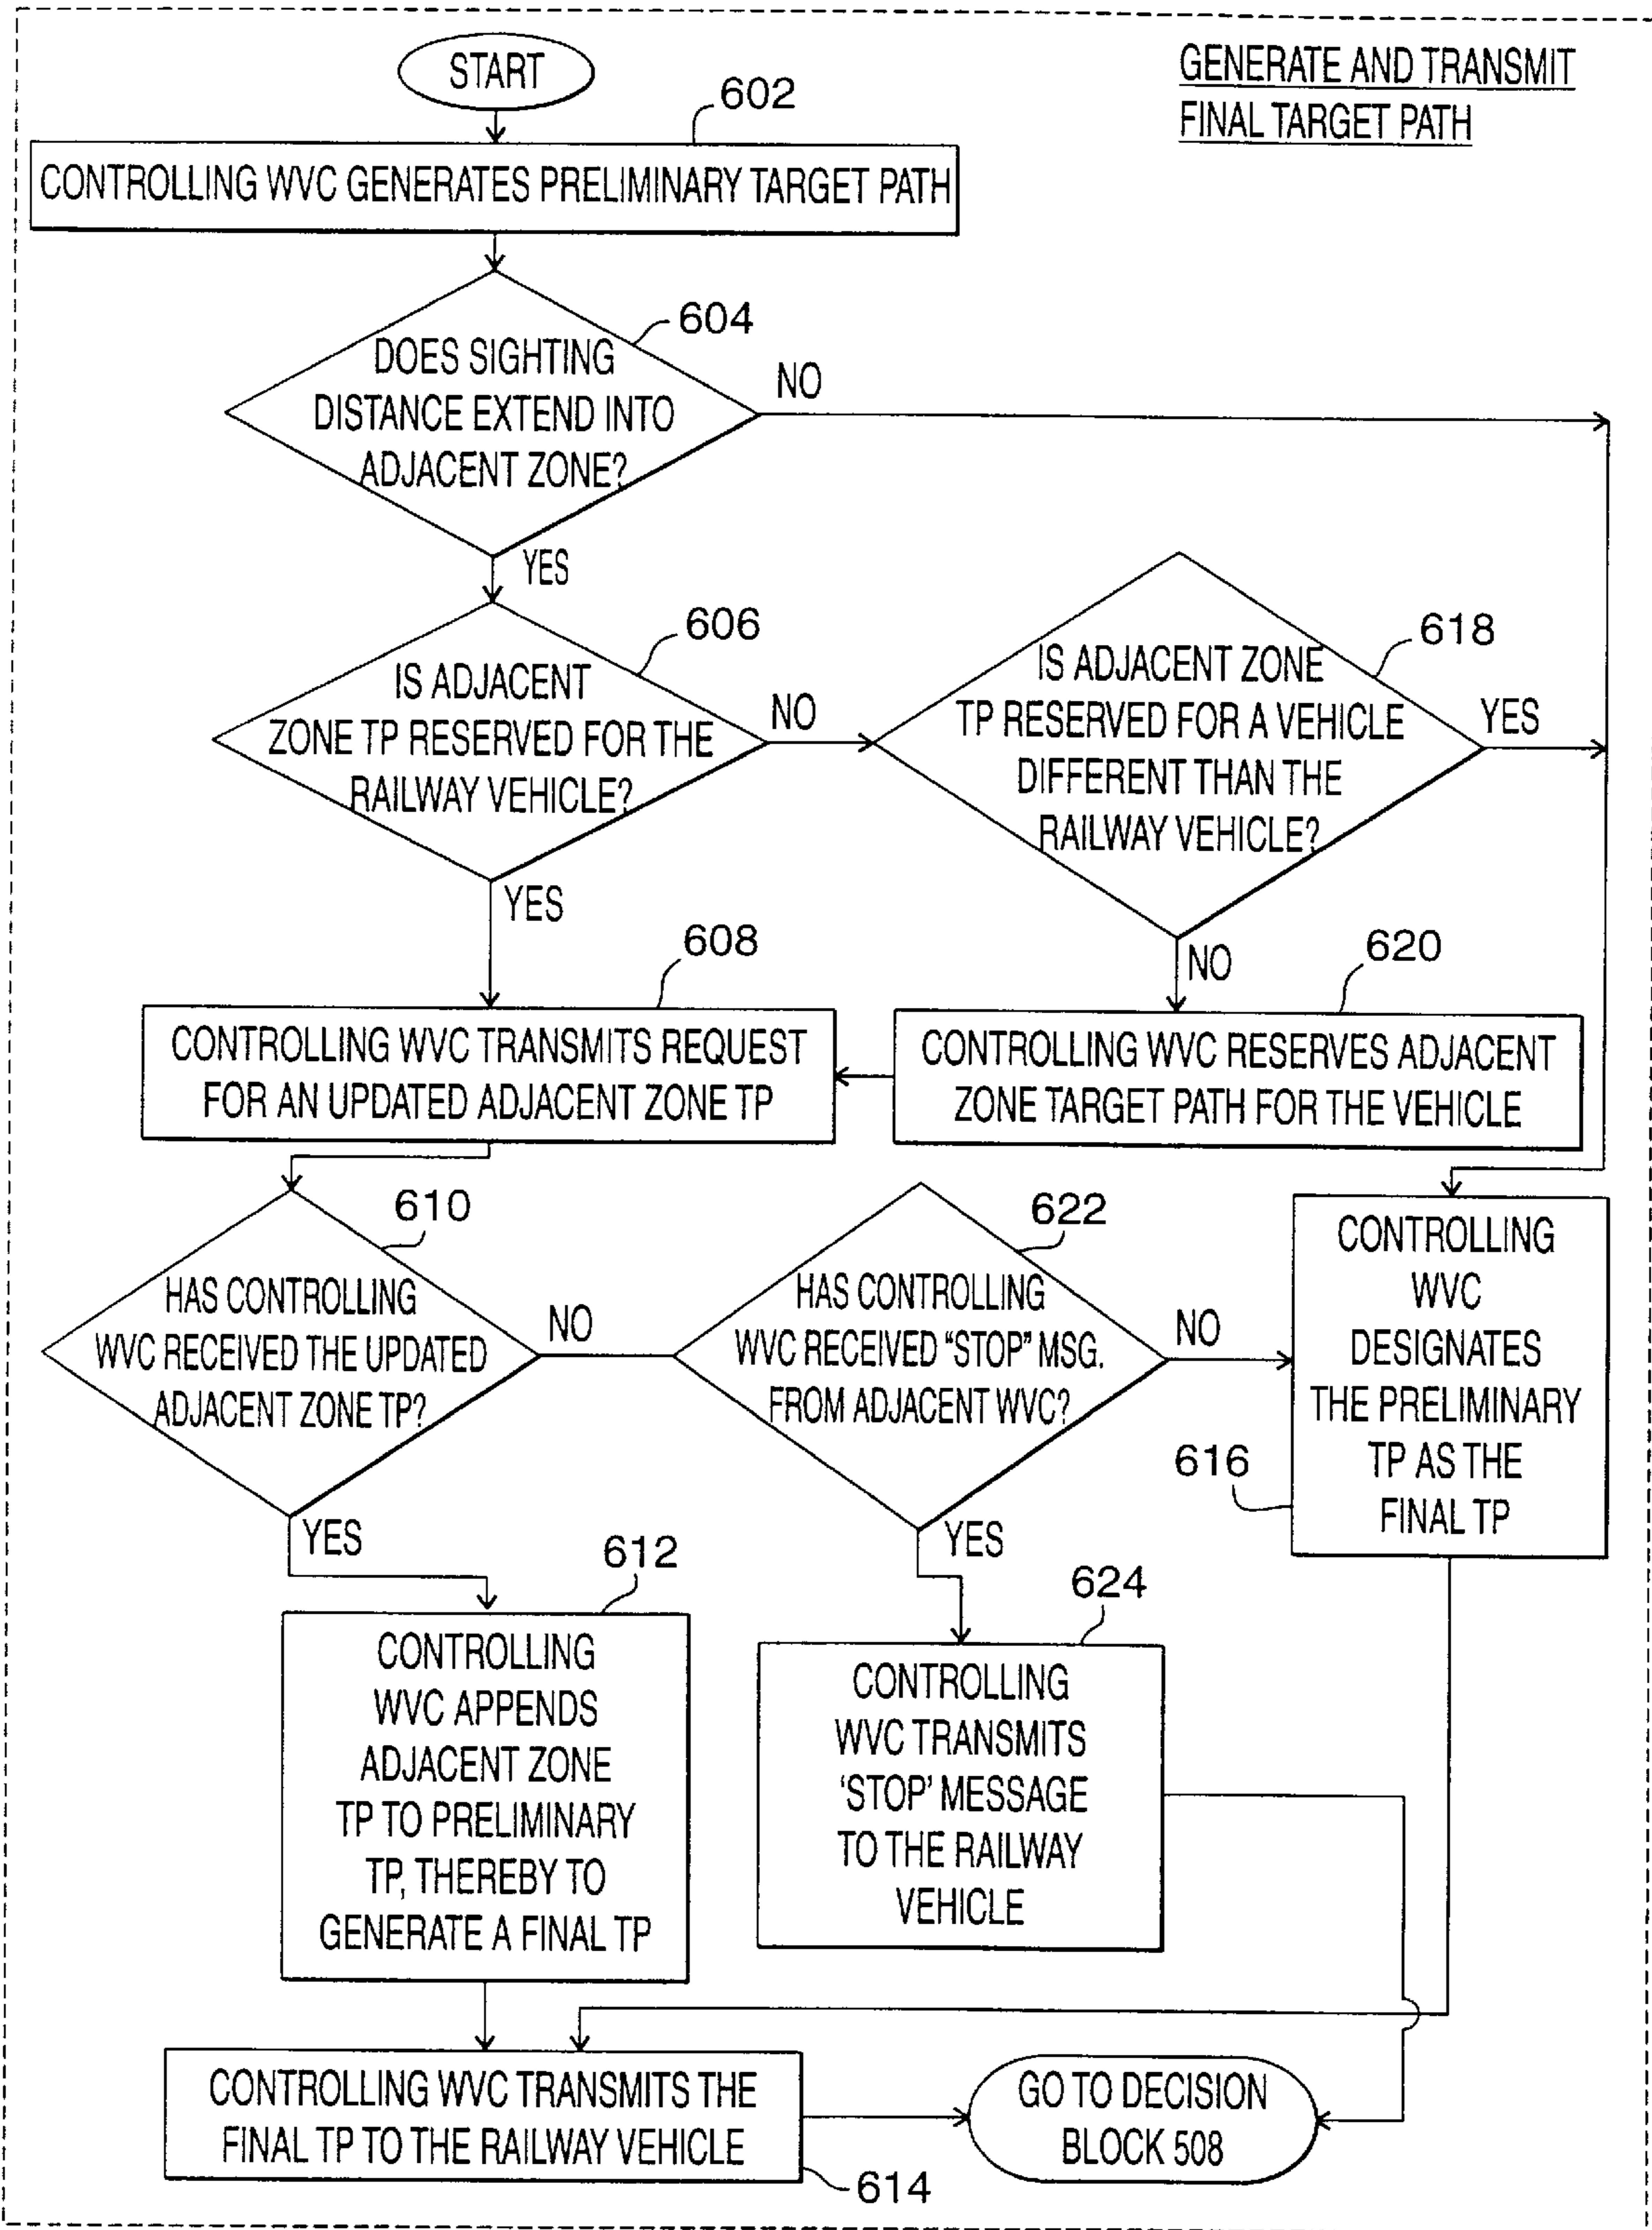 START
GENERATE AND TRANSMIT
FINAL TARGET PATH
602
CONTROLLING WVC GENERATES PRELIMINARY TARGET PATH
604
DOES SIGHTING
DISTANCE EXTEND INTO
ADJACENT ZONE?
NO
YES
606
IS ADJACENT
ZONE TP RESERVED FOR THE
RAILWAY VEHICLE?
NO
YES
618
IS ADJACENT ZONE
TP RESERVED FOR A VEHICLE
DIFFERENT THAN THE
RAILWAY VEHICLE?
YES
NO
608
CONTROLLING WVC TRANSMITS REQUEST
FOR AN UPDATED ADJACENT ZONE TP
620
CONTROLLING WVC RESERVES ADJACENT
ZONE TARGET PATH FOR THE VEHICLE
610
HAS CONTROLLING
WVC RECEIVED THE UPDATED
ADJACENT ZONE TP?
NO
YES
622
HAS CONTROLLING
WVC RECEIVED “STOP” MSG.
FROM ADJACENT WVC?
NO
YES
CONTROLLING
WVC
DESIGNATES
THE PRELIMINARY
TP AS THE
FINAL TP
616
612
CONTROLLING
WVC APPENDS
ADJACENT ZONE
TP TO PRELIMINARY
TP, THEREBY TO
GENERATE A FINAL TP
624
CONTROLLING
WVC TRANSMITS
‘STOP’ MESSAGE
TO THE RAILWAY
VEHICLE
CONTROLLING WVC TRANSMITS THE
FINAL TP TO THE RAILWAY VEHICLE
614
GO TO DECISION
BLOCK 508